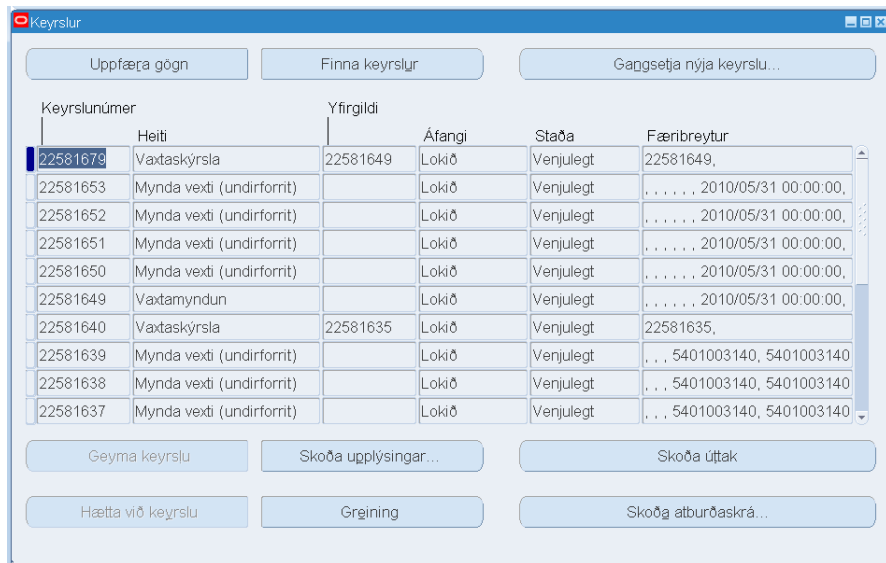 Keyrslur
Uppfæra gögn Finna keyrslur Gangsetja nýja keyrslu...
Keyrslunúmer Yfirgildi
Heiti Áfangi Staða Færibreytur
22581679 Vaxtaskýrsla 22581649 Lokið Venjulegt 22581649,
22581653 Mynda vexti (undirforrit) Lokið Venjulegt , , , , , , 2010/05/31 00:00:00,
22581652 Mynda vexti (undirforrit) Lokið Venjulegt , , , , , , 2010/05/31 00:00:00,
22581651 Mynda vexti (undirforrit) Lokið Venjulegt , , , , , , 2010/05/31 00:00:00,
22581650 Mynda vexti (undirforrit) Lokið Venjulegt , , , , , , 2010/05/31 00:00:00,
22581649 Vaxtamyndun Lokið Venjulegt , , , , , , 2010/05/31 00:00:00,
22581640 Vaxtaskýrsla 22581635 Lokið Venjulegt 22581635,
22581639 Mynda vexti (undirforrit) Lokið Venjulegt , , , 5401003140, 5401003140
22581638 Mynda vexti (undirforrit) Lokið Venjulegt , , , 5401003140, 5401003140
22581637 Mynda vexti (undirforrit) Lokið Venjulegt , , , 5401003140, 5401003140
Geyma keyrslu Skoða upplýsingar... Skoða úttak
Hætta við keyrslu Greining Skoða atburðaskrá...